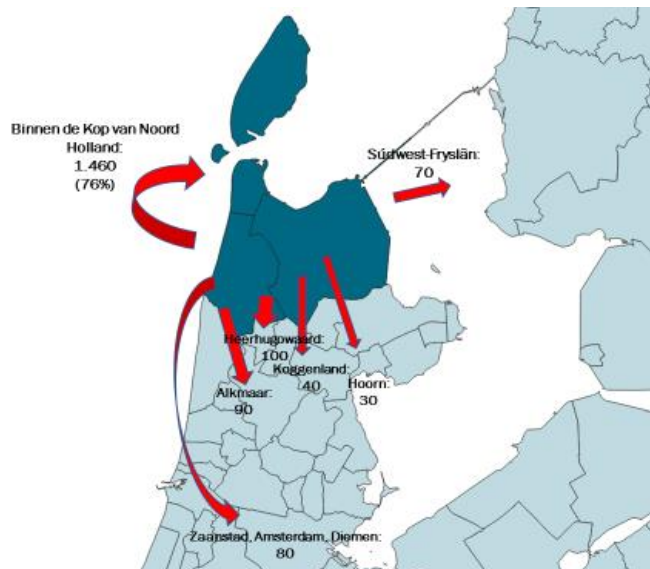 Binnen de Kop van Noord
Holland:
1.460
(76%)
Súdwest-Fryslân:
70
Heerhugowaard:
100
Koggenland:
40
Hoorn:
30
Alkmaar:
90
Zaanstad, Amsterdam, Diemen:
80